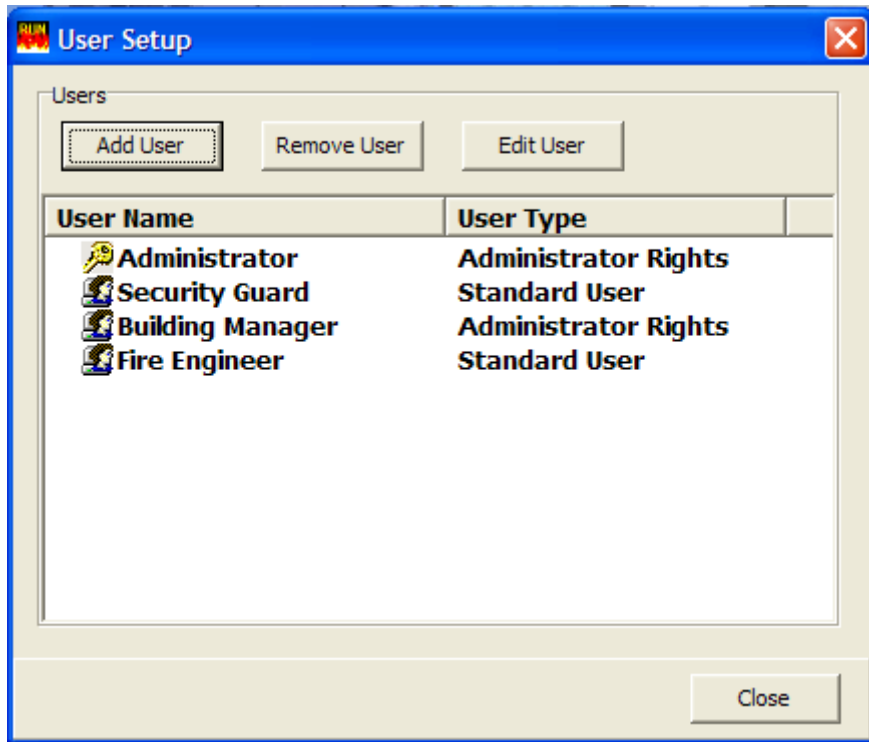 RUN
User Setup
Users
Add User Remove User Edit User
User Name User Type
Administrator Administrator Rights
Security Guard Standard User
Building Manager Administrator Rights
Fire Engineer Standard User
Close